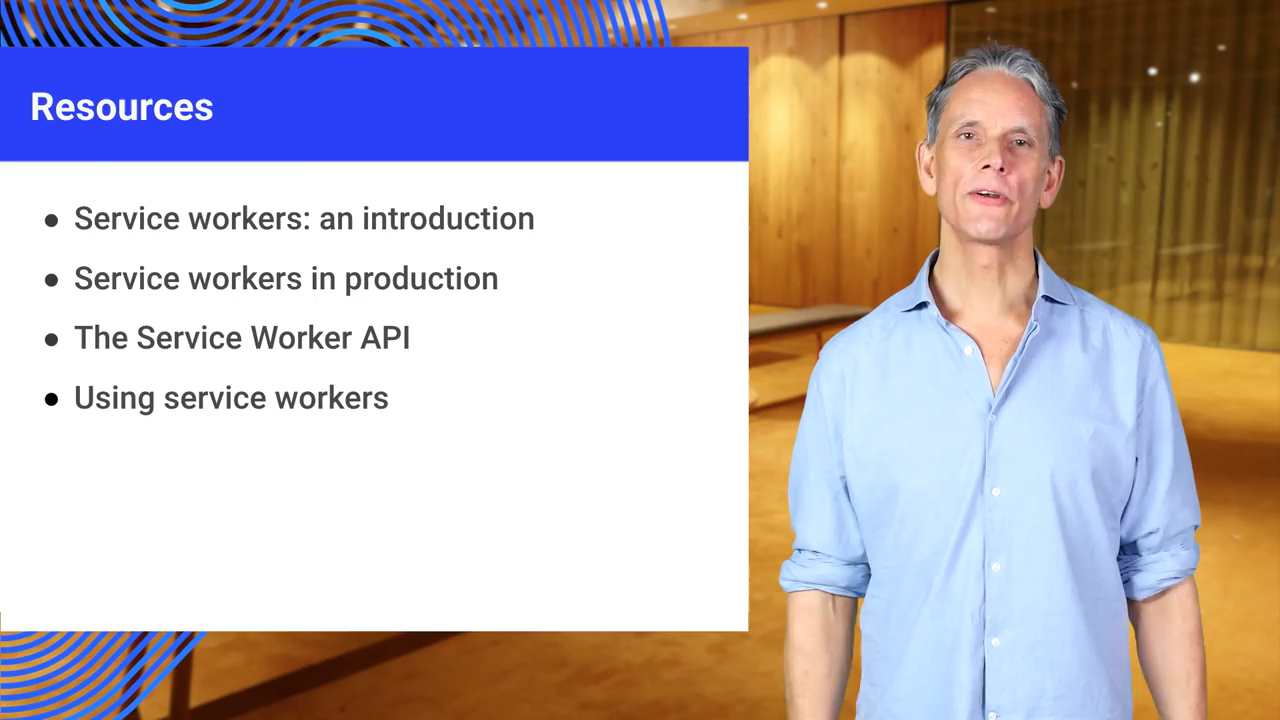 Resources
● Service workers: an introduction
● Service workers in production
● The Service Worker API
● Using service workers